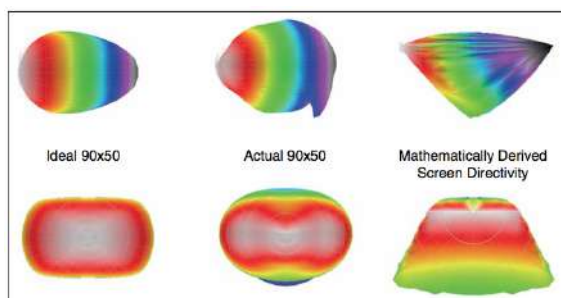 Ideal 90x50
Actual 90x50
Mathematically Derived
Screen Directivity